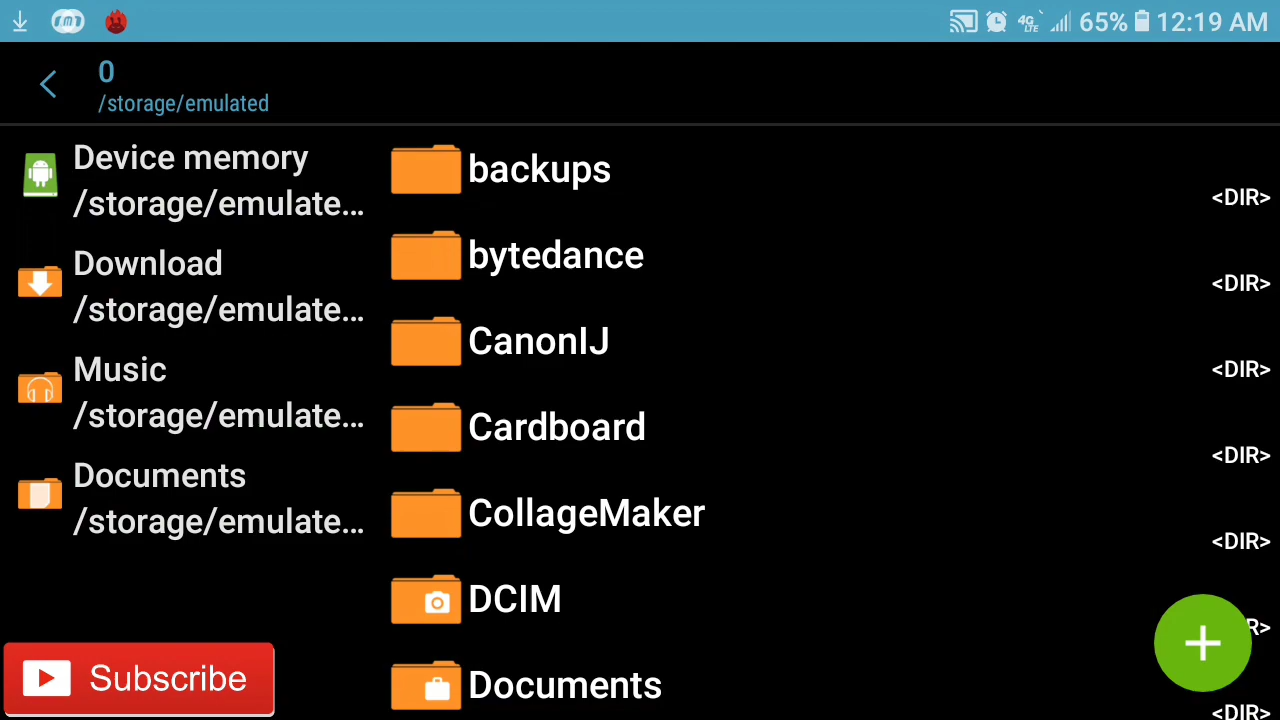 65% 12:19 AM
0
/storage/emulated
Device memory
/storage/emulate...
Download
/storage/emulate...
Music
/storage/emulate...
Documents
/storage/emulate...
backups
<DIR>
bytedance
<DIR>
CanonIJ
<DIR>
Cardboard
<DIR>
CollageMaker
<DIR>
DCIM
R>
Documents
<DIR>
Subscribe